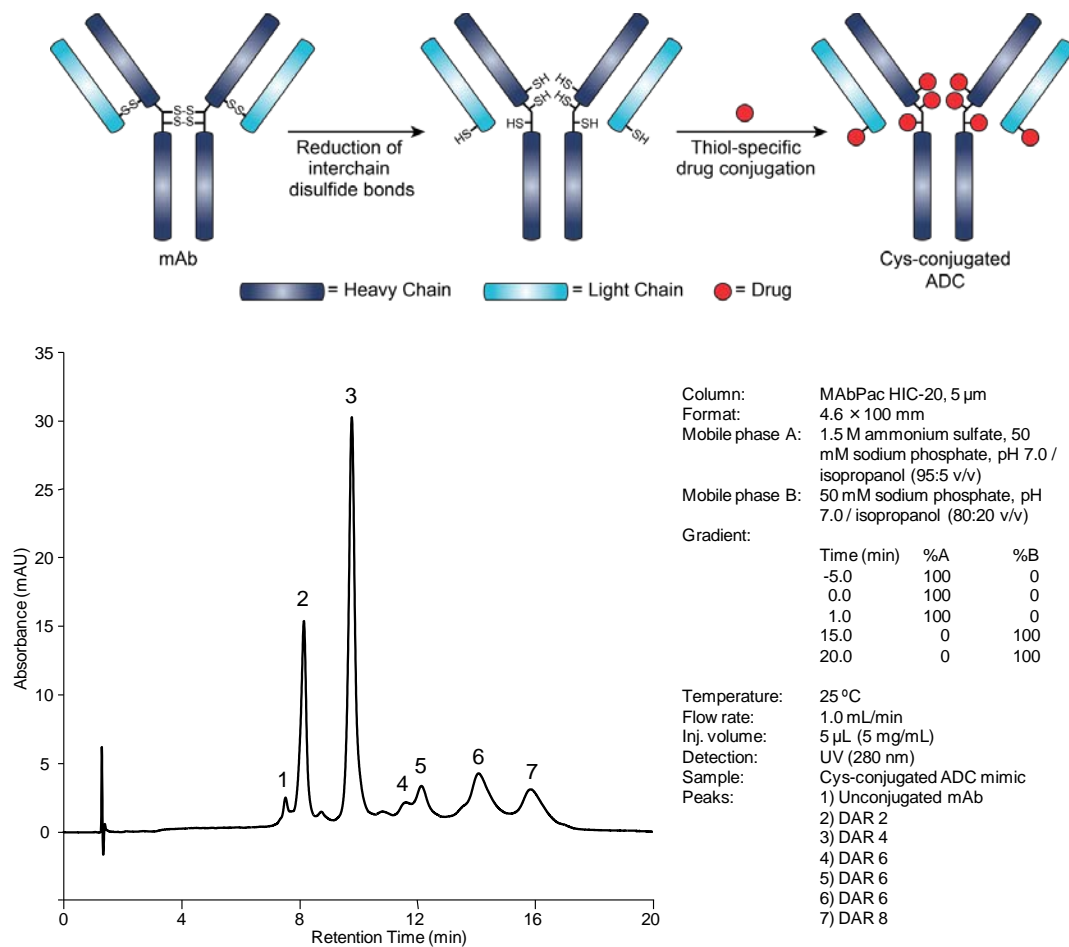 S-S
S-S
S-S
S-S
mAb
Reduction of
interchain
disulfide bonds
SH
HS
SH
HS
HS
SH
HS
SH
Thiol-specific
drug conjugation
Cys-conjugated
ADC
= Heavy Chain
= Light Chain
= Drug
Absorbance (mAU)
35
30
25
20
15
10
5
0
1
2
3
4
5
6
7
0
4
8
12
16
20
Retention Time (min)
Column: MAbPac HIC-20, 5 µm
Format: 4.6 × 100 mm
Mobile phase A: 1.5 M ammonium sulfate, 50
mM sodium phosphate, pH 7.0 /
isopropanol (95:5 v/v)
Mobile phase B: 50 mM sodium phosphate, pH
7.0 / isopropanol (80:20 v/v)
Gradient:
Time (min) %A %B
-5.0 100 0
0.0 100 0
1.0 100 0
15.0 0 100
20.0 0 100
Temperature: 25 ºC
Flow rate: 1.0 mL/min
Inj. volume: 5 µL (5 mg/mL)
Detection: UV (280 nm)
Sample: Cys-conjugated ADC mimic
Peaks: 1) Unconjugated mAb
2) DAR 2
3) DAR 4
4) DAR 6
5) DAR 6
6) DAR 6
7) DAR 8